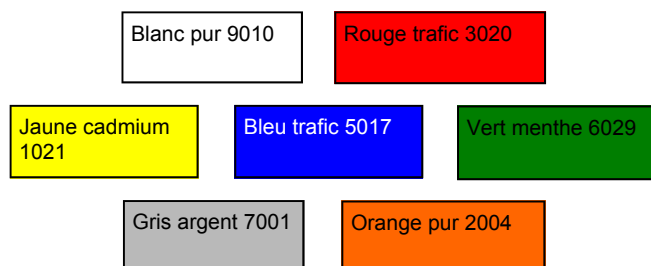 Blanc pur 9010
Rouge trafic 3020
Jaune cadmium
1021
Bleu trafic 5017
Vert menthe 6029
Gris argent 7001
Orange pur 2004